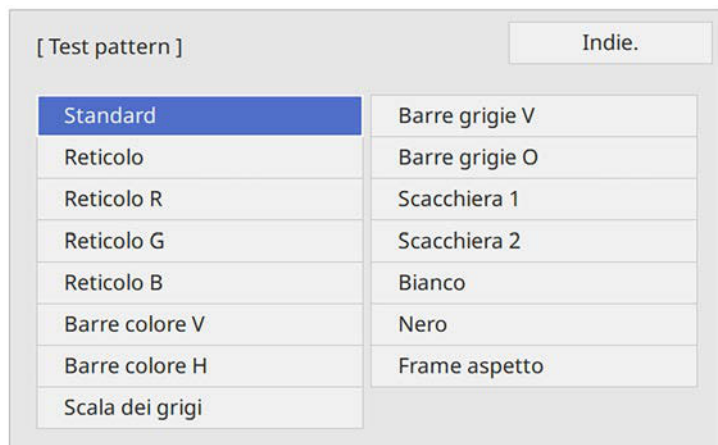 [ Test pattern ]
Indie.
Standard
Reticolo
Reticolo R
Reticolo G
Reticolo B
Barre colore V
Barre colore H
Scala dei grigi
Barre grigie V
Barre grigie O
Scacchiera 1
Scacchiera 2
Bianco
Nero
Frame aspetto